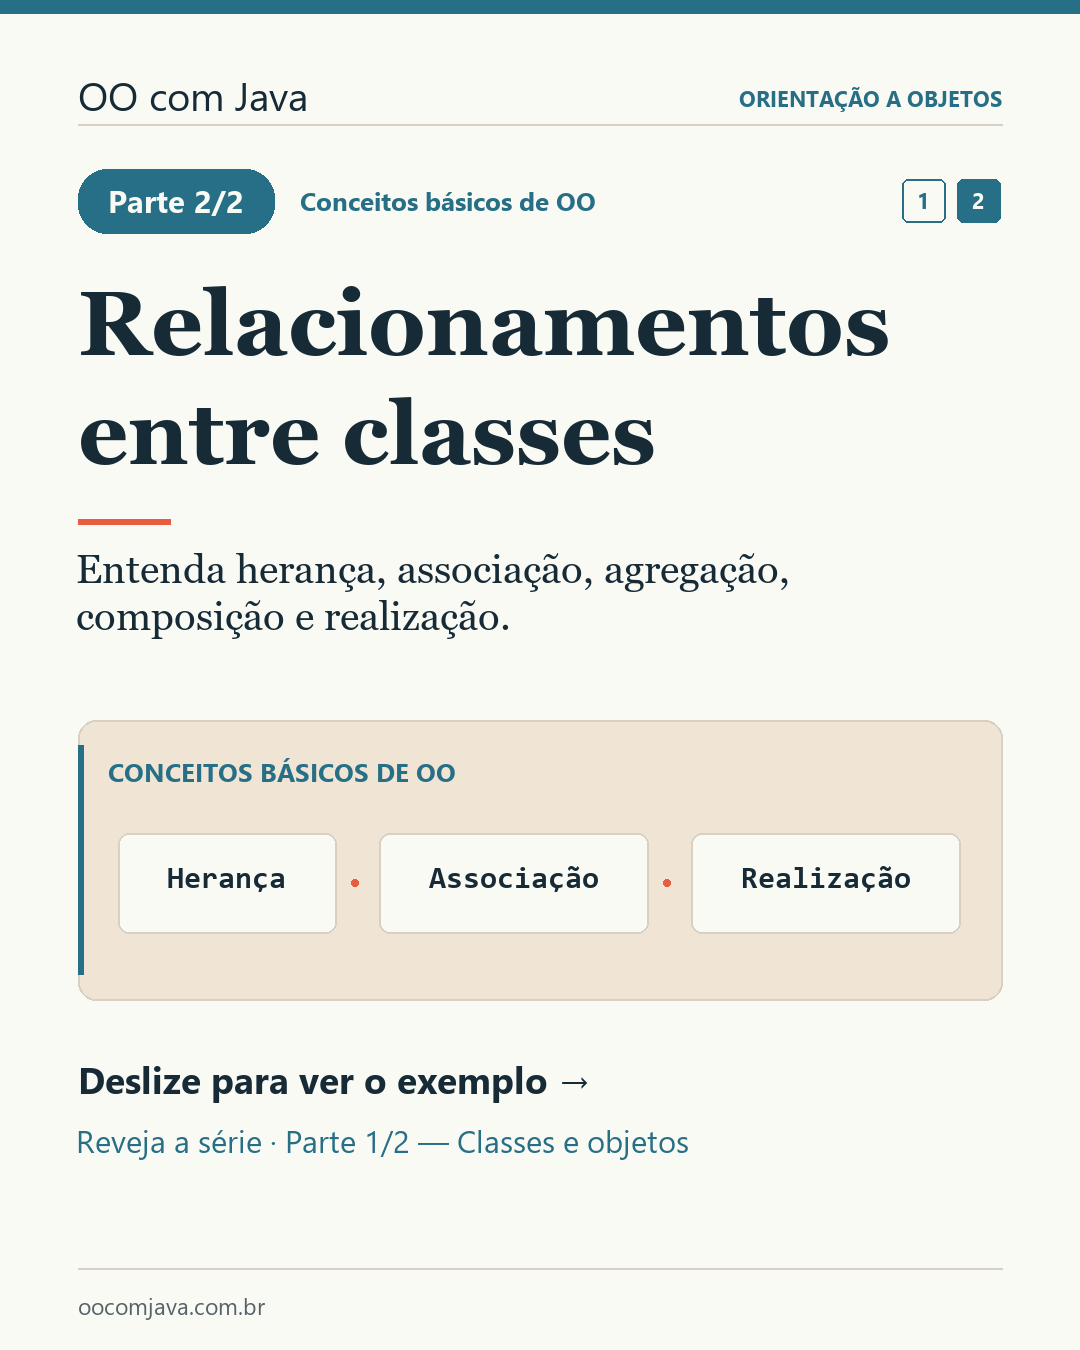 OO com Java
ORIENTAÇÃO A OBJETOS
Parte 2/2
Conceitos básicos de OO
1
2
Relacionamentos
entre classes
Entenda herança, associação, agregação,
composição e realização.
CONCEITOS BÁSICOS DE OO
Herança
Associação
Realização
Deslize para ver o exemplo →
Reveja a série · Parte 1/2 — Classes e objetos
oocomjava.com.br